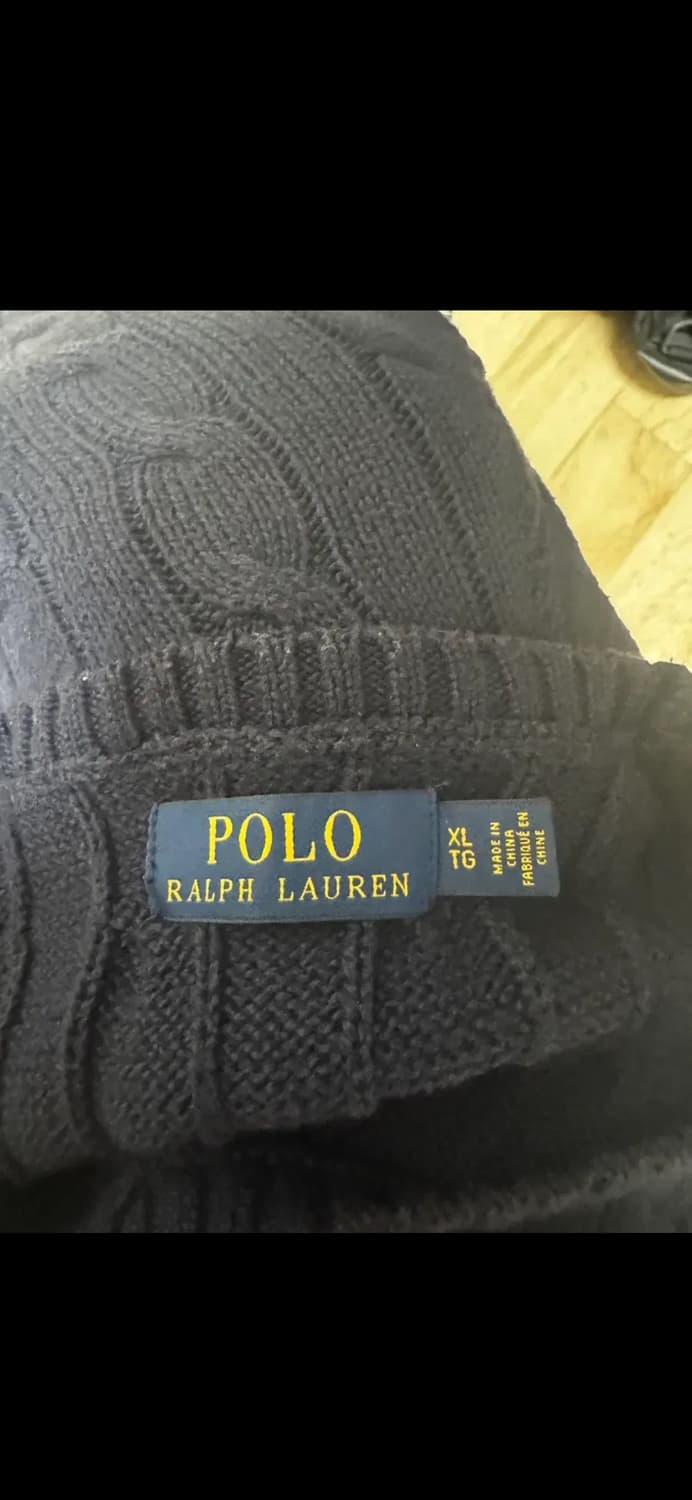 POLO
RALPH LAUREN
XL
TG
MADE IN
CHINA
FABRIQUÉ EN
CHINE